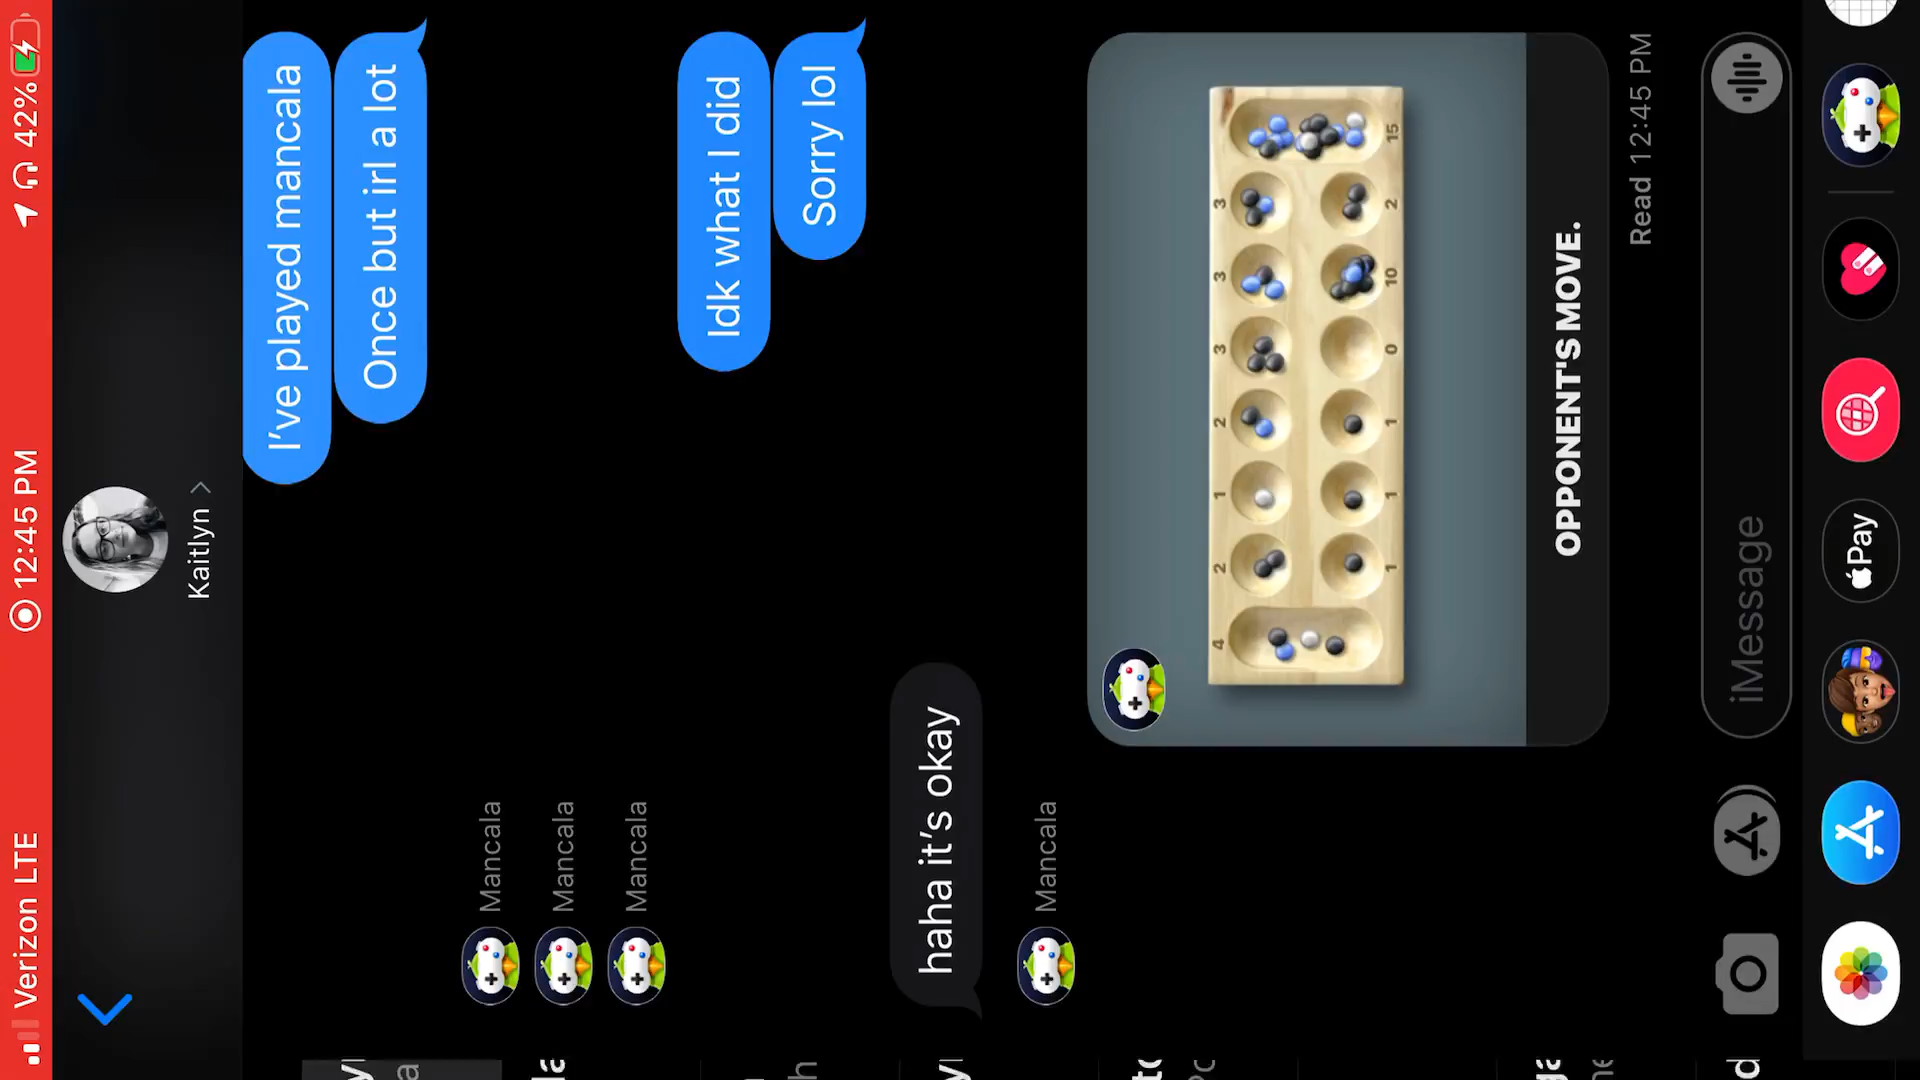 Verizon LTE
12:45 PM
42%
Kaitlyn >
I've played mancala
Once but irl a lot
Mancala
Mancala
Mancala
Idk what I did
Sorry lol
haha it's okay
Mancala
4 2 1 2 3 3 3
1 1 1 0 10 2 15
OPPONENT'S MOVE.
Read 12:45 PM
iMessage
Pay